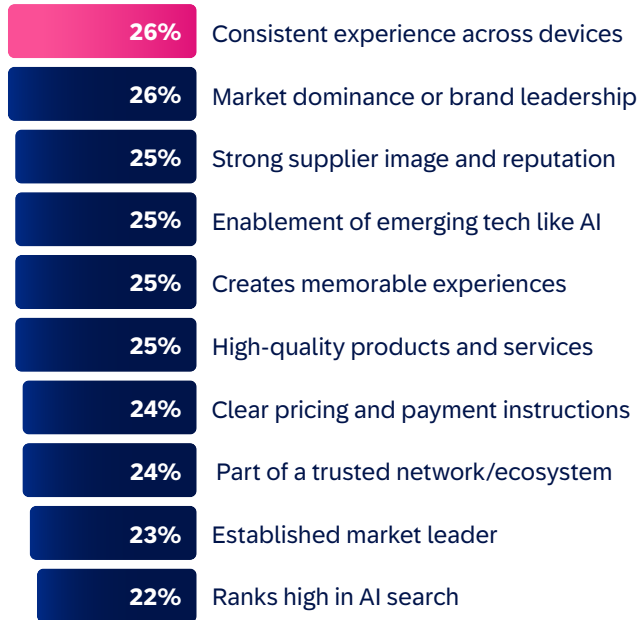 26% Consistent experience across devices
26% Market dominance or brand leadership
25% Strong supplier image and reputation
25% Enablement of emerging tech like AI
25% Creates memorable experiences
25% High-quality products and services
24% Clear pricing and payment instructions
24% Part of a trusted network/ecosystem
23% Established market leader
22% Ranks high in AI search